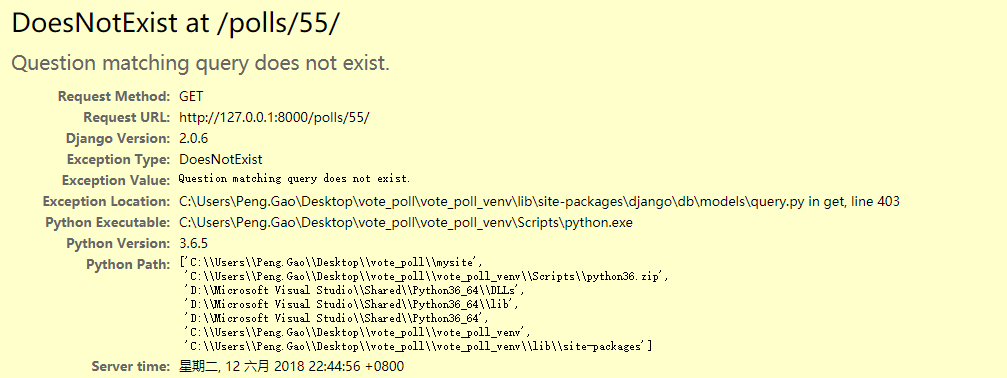 DoesNotExist at /polls/55/
Question matching query does not exist.
Request Method: GET
Request URL: http://127.0.0.1:8000/polls/55/
Django Version: 2.0.6
Exception Type: DoesNotExist
Exception Value: Question matching query does not exist.
Exception Location: C:\Users\Peng.Gao\Desktop\vote_poll\vote_poll_venv\lib\site-packages\django\db\models\query.py in get, line 403
Python Executable: C:\Users\Peng.Gao\Desktop\vote_poll\vote_poll_venv\Scripts\python.exe
Python Version: 3.6.5
Python Path: ['C:\\Users\\Peng.Gao\\Desktop\\vote_poll\\mysite',
'C:\\Users\\Peng.Gao\\Desktop\\vote_poll\\vote_poll_venv\\Scripts\\python36.zip',
'D:\\Microsoft Visual Studio\\Shared\\Python36_64\\DLLs',
'D:\\Microsoft Visual Studio\\Shared\\Python36_64\\lib',
'D:\\Microsoft Visual Studio\\Shared\\Python36_64',
'C:\\Users\\Peng.Gao\\Desktop\\vote_poll\\vote_poll_venv',
'C:\\Users\\Peng.Gao\\Desktop\\vote_poll\\vote_poll_venv\\lib\\site-packages']
Server time: 星期二, 12 六月 2018 22:44:56 +0800